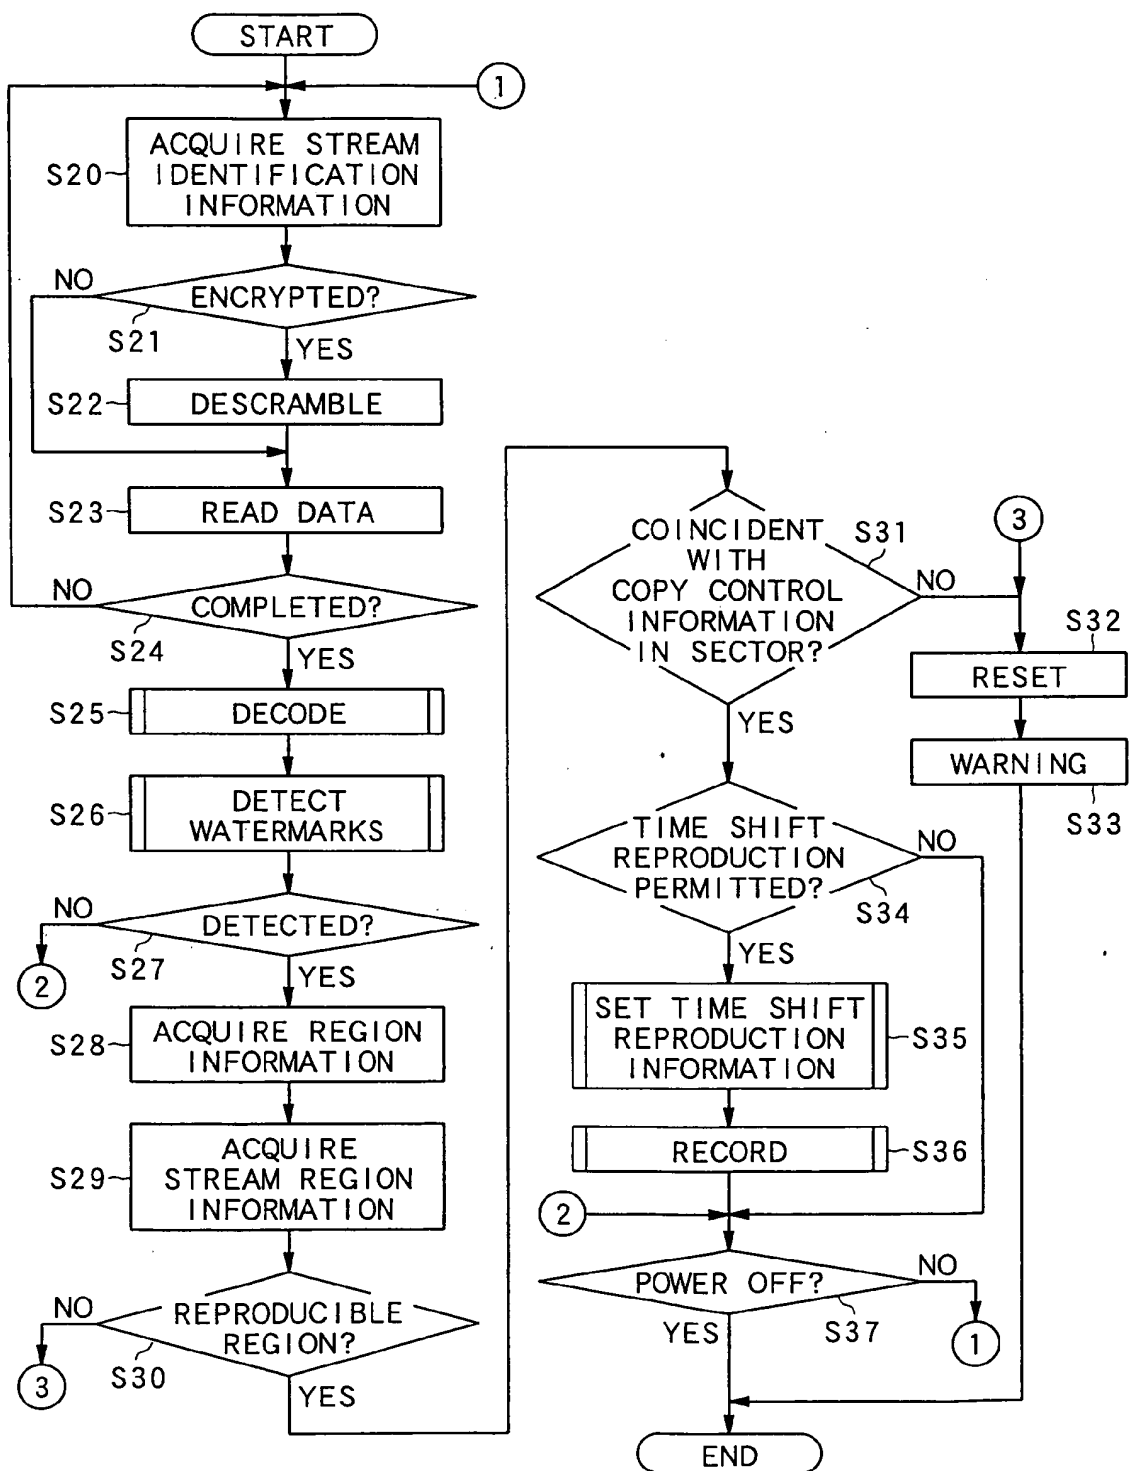 START
1
S20
ACQUIRE STREAM
IDENTIFICATION
INFORMATION
NO
ENCRYPTED?
S21
YES
S22
DESCRAMBLE
S23
READ DATA
NO
COMPLETED?
S24
YES
S25
DECODE
S26
DETECT
WATERMARKS
NO
DETECTED?
S27
2
YES
S28
ACQUIRE REGION
INFORMATION
S29
ACQUIRE
STREAM REGION
INFORMATION
NO
REPRODUCIBLE
REGION?
3
S30
YES
COINCIDENT
WITH
COPY CONTROL
INFORMATION
IN SECTOR?
S31
NO
3
YES
S32
RESET
WARNING
S33
TIME SHIFT
REPRODUCTION
PERMITTED?
NO
S34
YES
SET TIME SHIFT
REPRODUCTION
INFORMATION
S35
RECORD
S36
2
POWER OFF?
NO
S37
YES
1
END